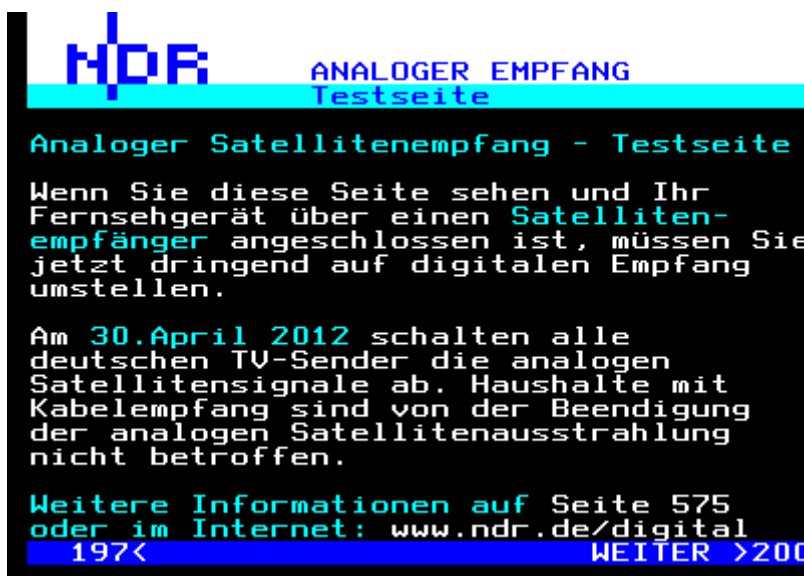 NDR
ANALOGER EMPFANG
Testseite
Analoger Satellitenempfang - Testseite
Wenn Sie diese Seite sehen und Ihr
Fernsehgerät über einen Satelliten-
empfänger angeschlossen ist, müssen Sie
jetzt dringend auf digitalen Empfang
umstellen.
Am 30.April 2012 schalten alle
deutschen TV-Sender die analogen
Satellitensignale ab. Haushalte mit
Kabelempfang sind von der Beendigung
der analogen Satellitenausstrahlung
nicht betroffen.
Weitere Informationen auf Seite 575
oder im Internet: www.ndr.de/digital
197< WEITER >200